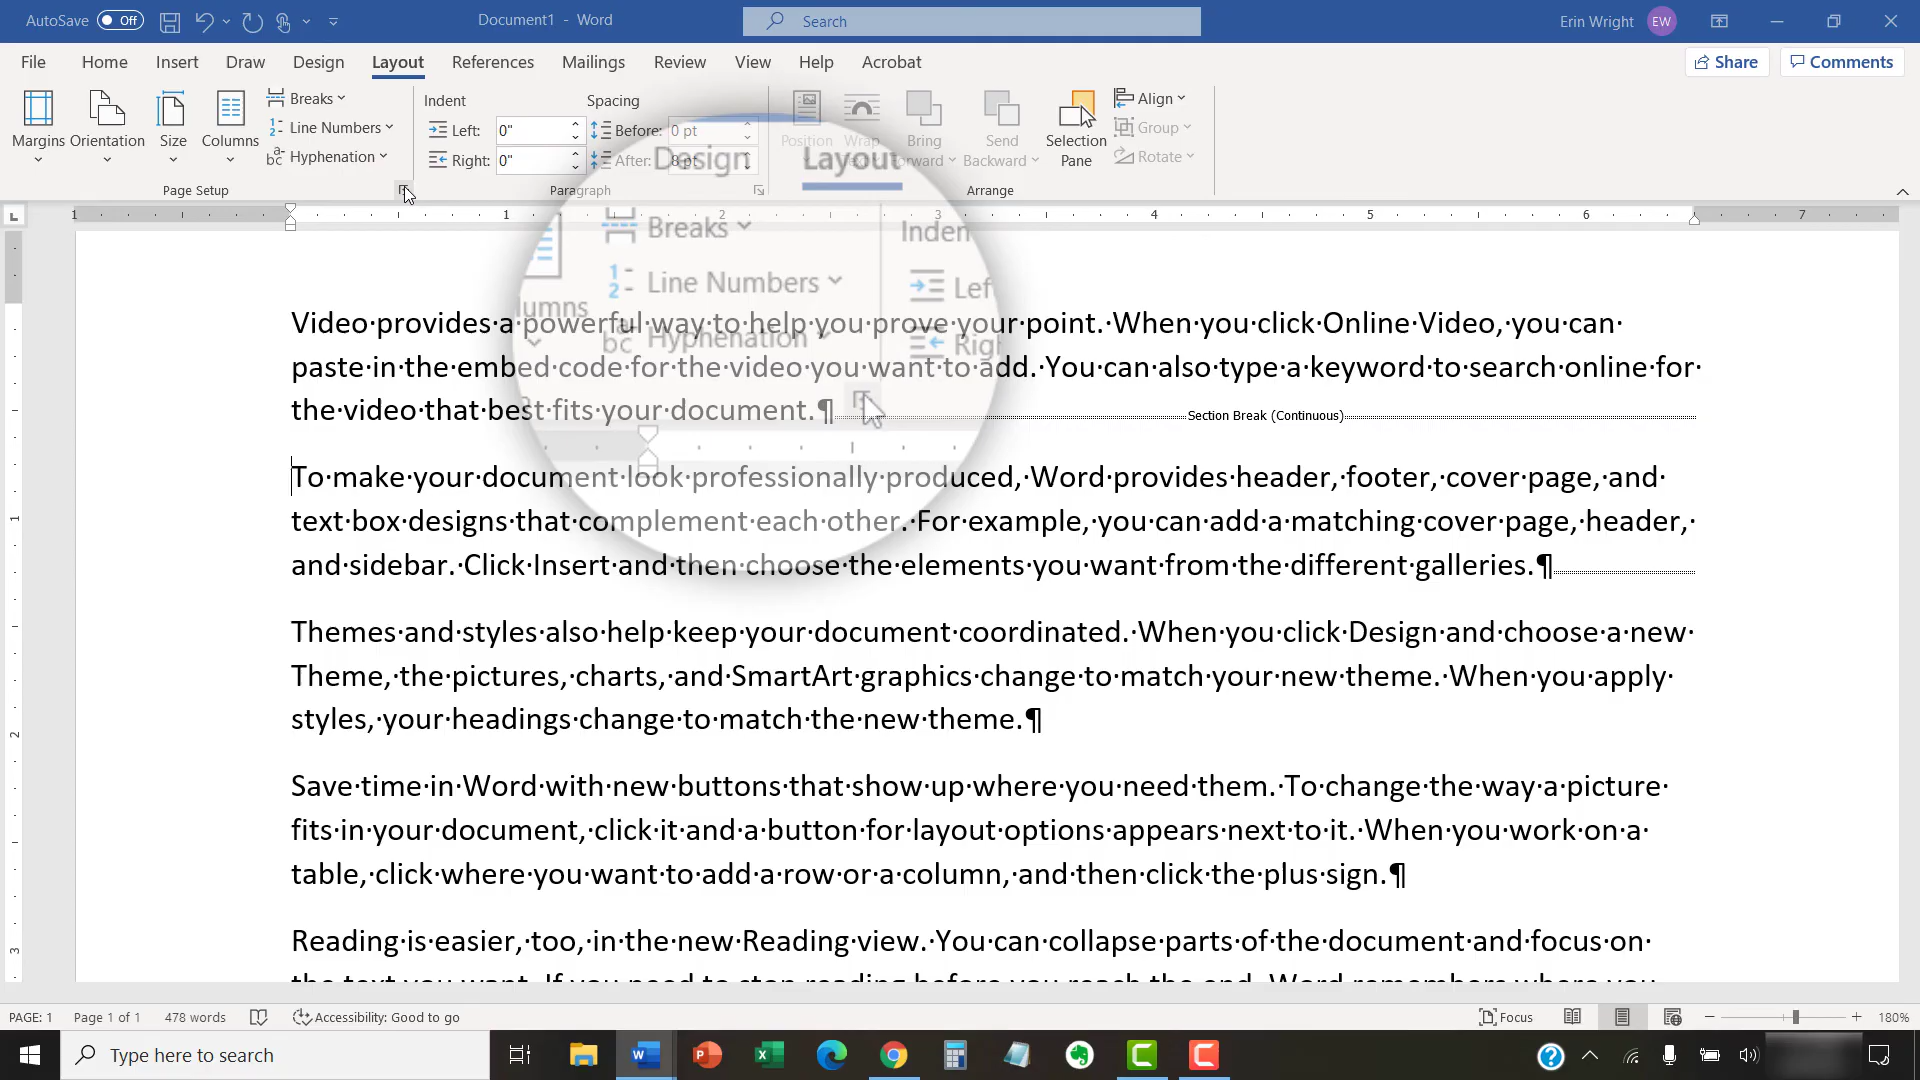 AutoSave Off Document1 - Word Search Erin Wright EW
File Home Insert Draw Design Layout References Mailings Review View Help Acrobat Share Comments
Margins Orientation Size Columns
Breaks
Line Numbers
Hyphenation
Page Setup
Indent
Left: 0"
Right: 0"
Spacing
Before: 0 pt
After: 8 pt
Paragraph
Position
Wrap
Bring
Forward
Send
Backward
Selection
Pane
Align
Group
Rotate
Arrange
Design Layout
Breaks
Line Numbers
Hyphenation
L 1 1 2 3 4 5 6 7
Video provides a powerful way to help you prove your point. When you click Online Video, you can
paste in the embed code for the video you want to add. You can also type a keyword to search online for
the video that best fits your document.¶ Section Break (Continuous)
To make your document look professionally produced, Word provides header, footer, cover page, and
text box designs that complement each other. For example, you can add a matching cover page, header,
and sidebar. Click Insert and then choose the elements you want from the different galleries.¶
Themes and styles also help keep your document coordinated. When you click Design and choose a new
Theme, the pictures, charts, and SmartArt graphics change to match your new theme. When you apply
styles, your headings change to match the new theme.¶
Save time in Word with new buttons that show up where you need them. To change the way a picture
fits in your document, click it and a button for layout options appears next to it. When you work on a
table, click where you want to add a row or a column, and then click the plus sign.¶
Reading is easier, too, in the new Reading view. You can collapse parts of the document and focus on
the text you want. If you need to stop reading before you reach the end, Word remembers where you
1
2
3
PAGE: 1 Page 1 of 1 478 words Accessibility: Good to go Focus 180%
Type here to search